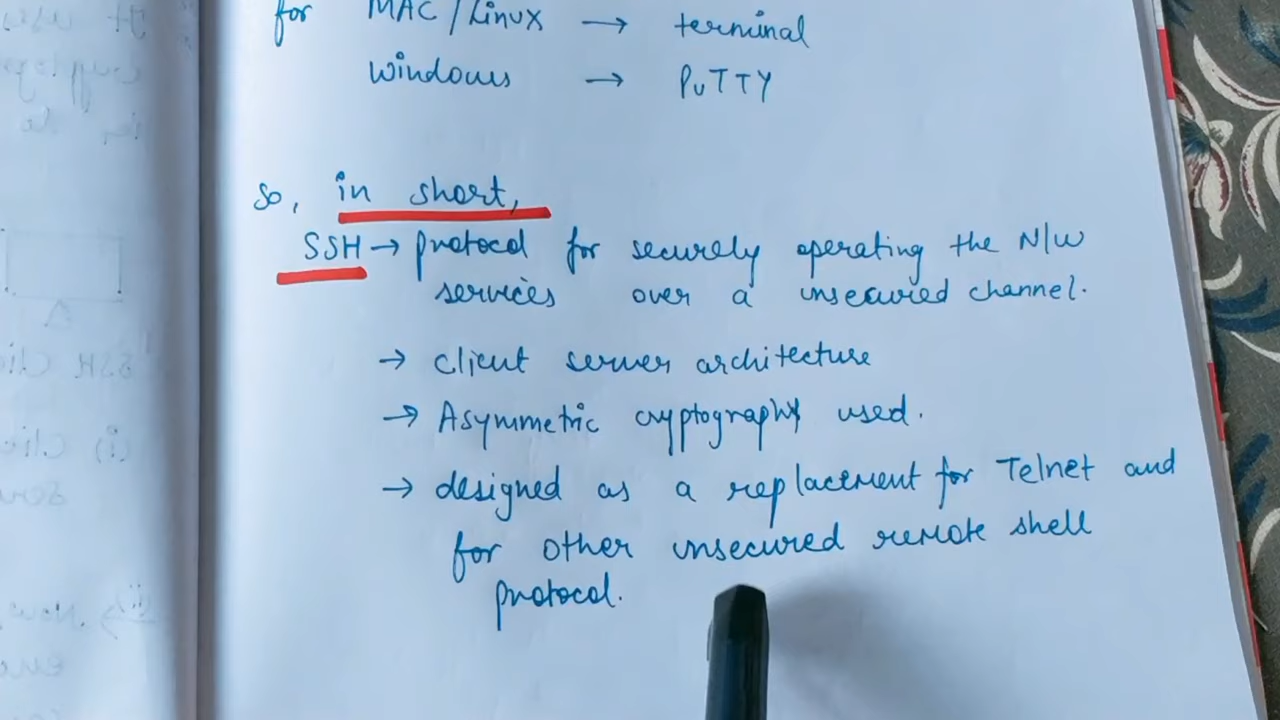 for MAC/Linux → terminal
Windows → PuTTY
So, in short,
SSH → protocol for securely operating the N/W
services over a unsecured channel.
→ Client server architecture
→ Asymmetric cryptography used.
→ designed as a replacement for Telnet and
for other unsecured remote shell
protocol.